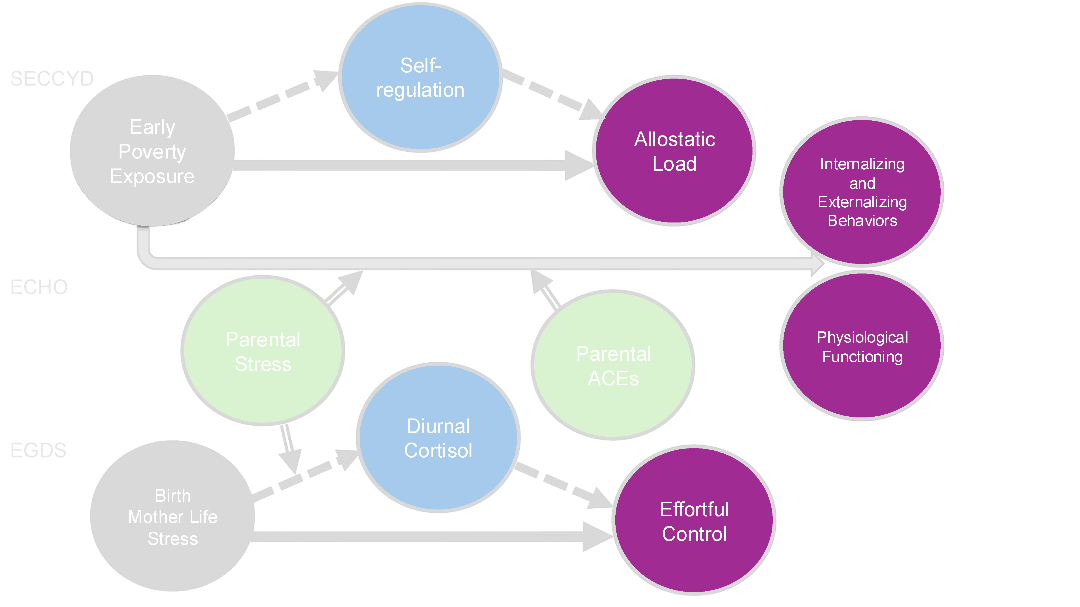 SECCYD
Self-
regulation
Early
Poverty
Exposure
Allostatic
Load
Internalizing
and
Externalizing
Behaviors
ECHO
Parental
Stress
Parental
ACEs
Physiological
Functioning
EGDS
Diurnal
Cortisol
Birth
Mother Life
Stress
Effortful
Control